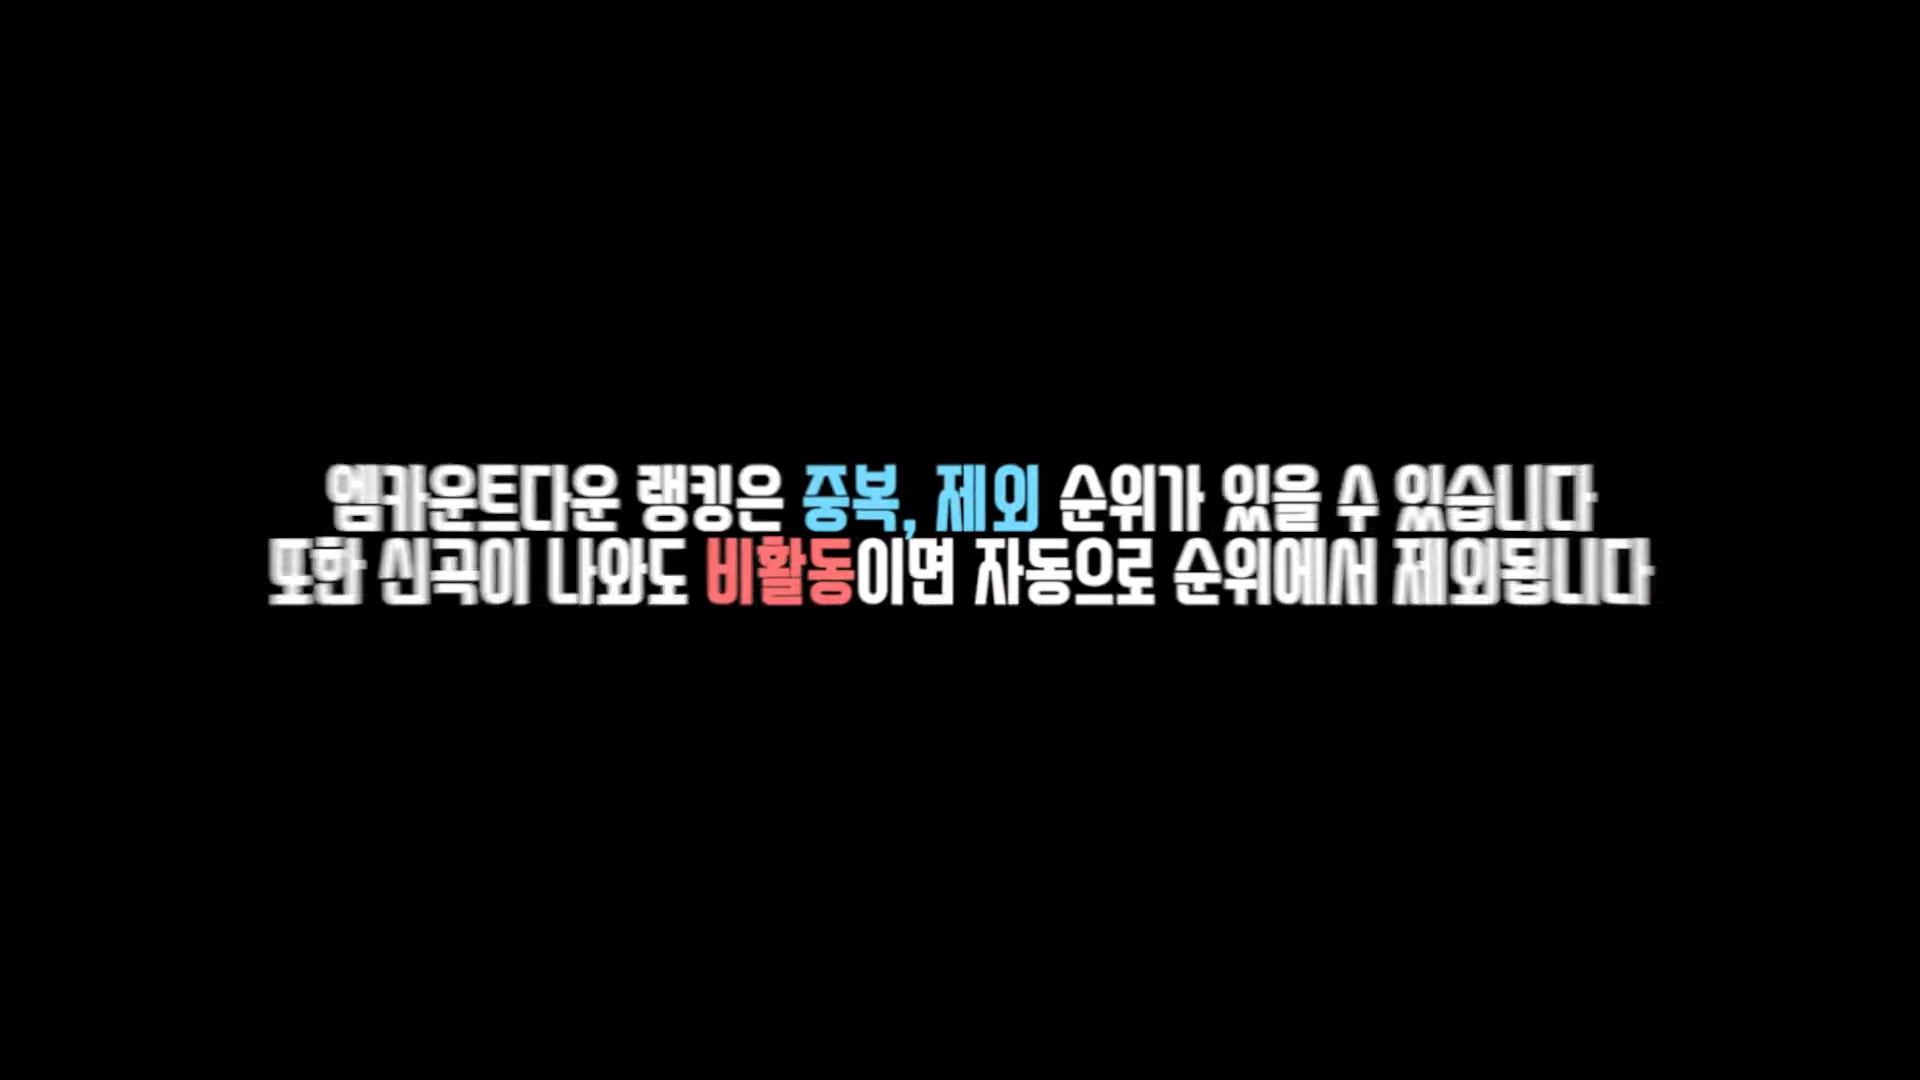 엠카운트다운 랭킹은 중복, 제외 순위가 있을 수 있습니다
또한 신곡이 나와도 비활동이면 자동으로 순위에서 제외됩니다